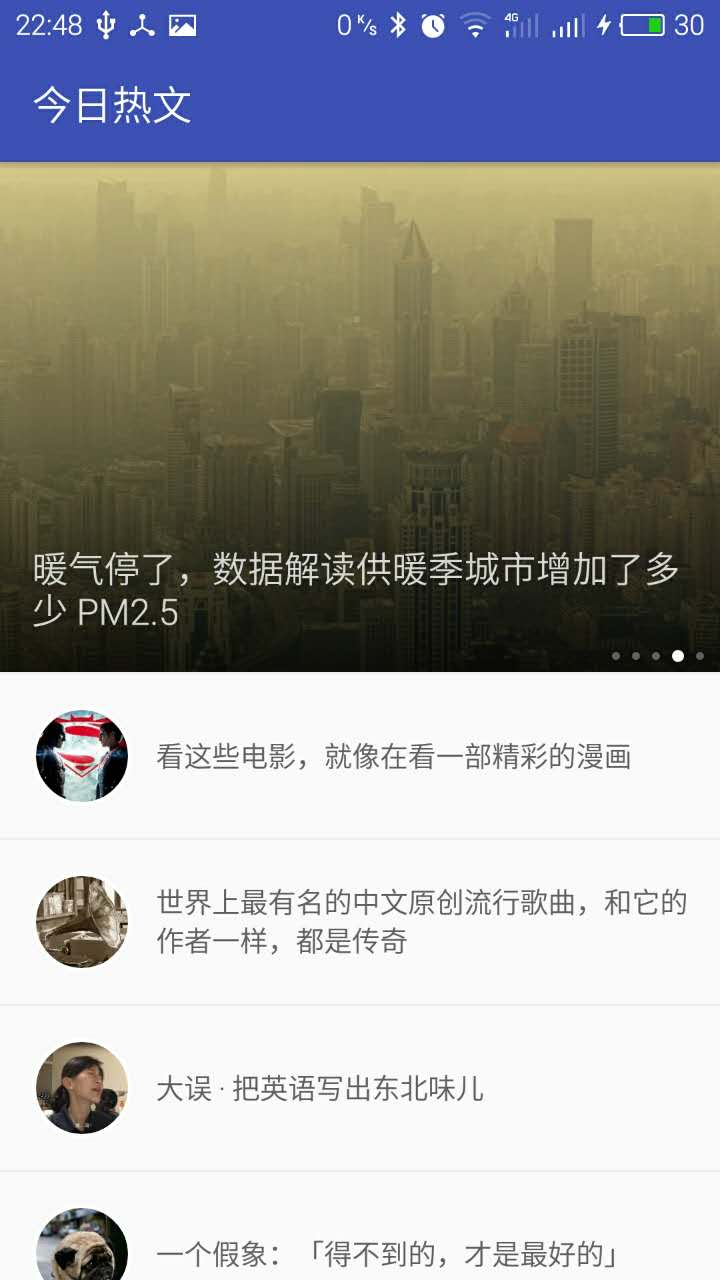 22:48 0 K/s 4G 30
今日热文
暖气停了，数据解读供暖季城市增加了多
少 PM2.5
看这些电影，就像在看一部精彩的漫画
世界上最有名的中文原创流行歌曲，和它的
作者一样，都是传奇
大误 · 把英语写出东北味儿
一个假象：「得不到的，才是最好的」